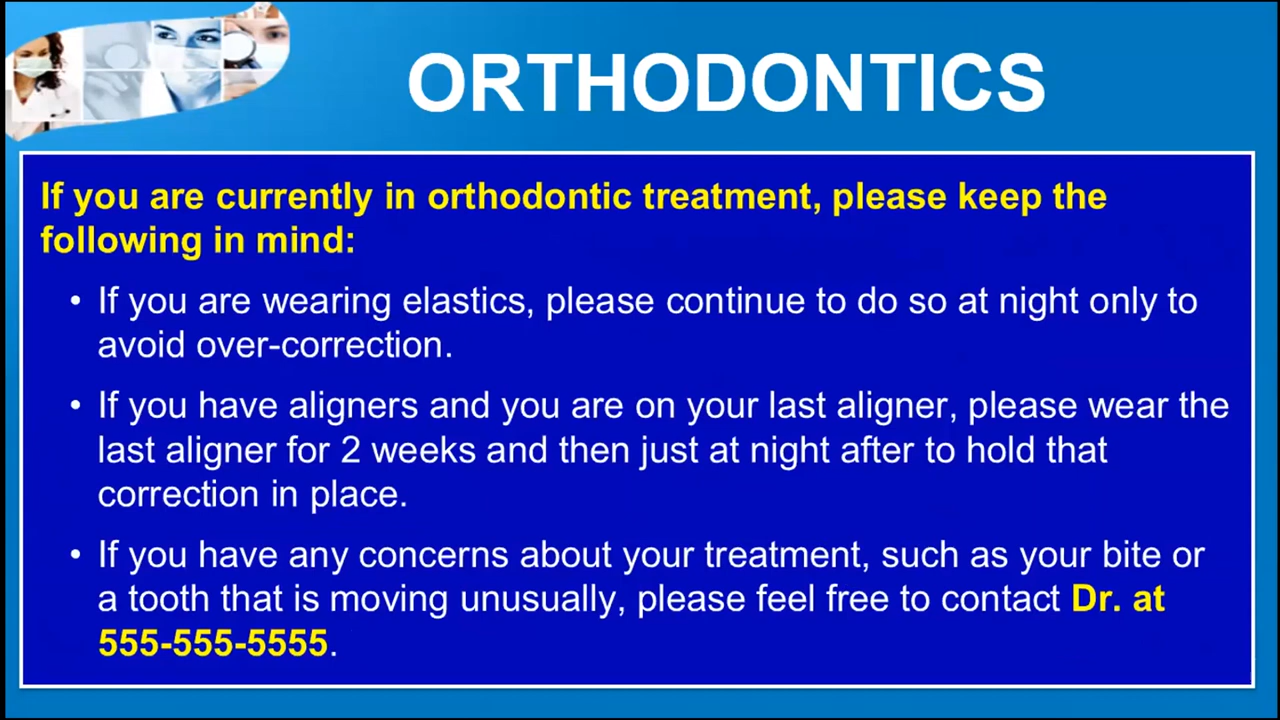 ORTHODONTICS
If you are currently in orthodontic treatment, please keep the
following in mind:
• If you are wearing elastics, please continue to do so at night only to
avoid over-correction.
• If you have aligners and you are on your last aligner, please wear the
last aligner for 2 weeks and then just at night after to hold that
correction in place.
• If you have any concerns about your treatment, such as your bite or
a tooth that is moving unusually, please feel free to contact Dr. at
555-555-5555.